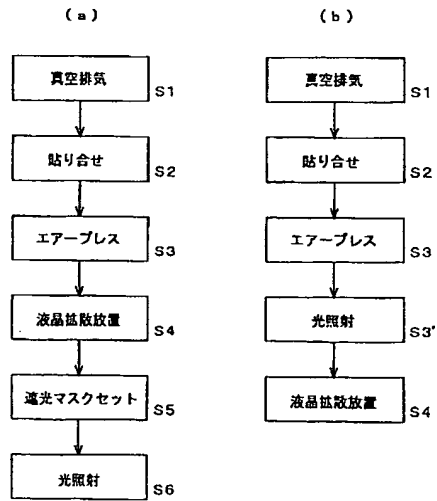 (a)
真空排気
S1
貼り合せ
S2
エアープレス
S3
液晶拡散放置
S4
遮光マスクセット
S5
光照射
S6
(b)
真空排気
S1
貼り合せ
S2
エアープレス
S3
光照射
S3'
液晶拡散放置
S4